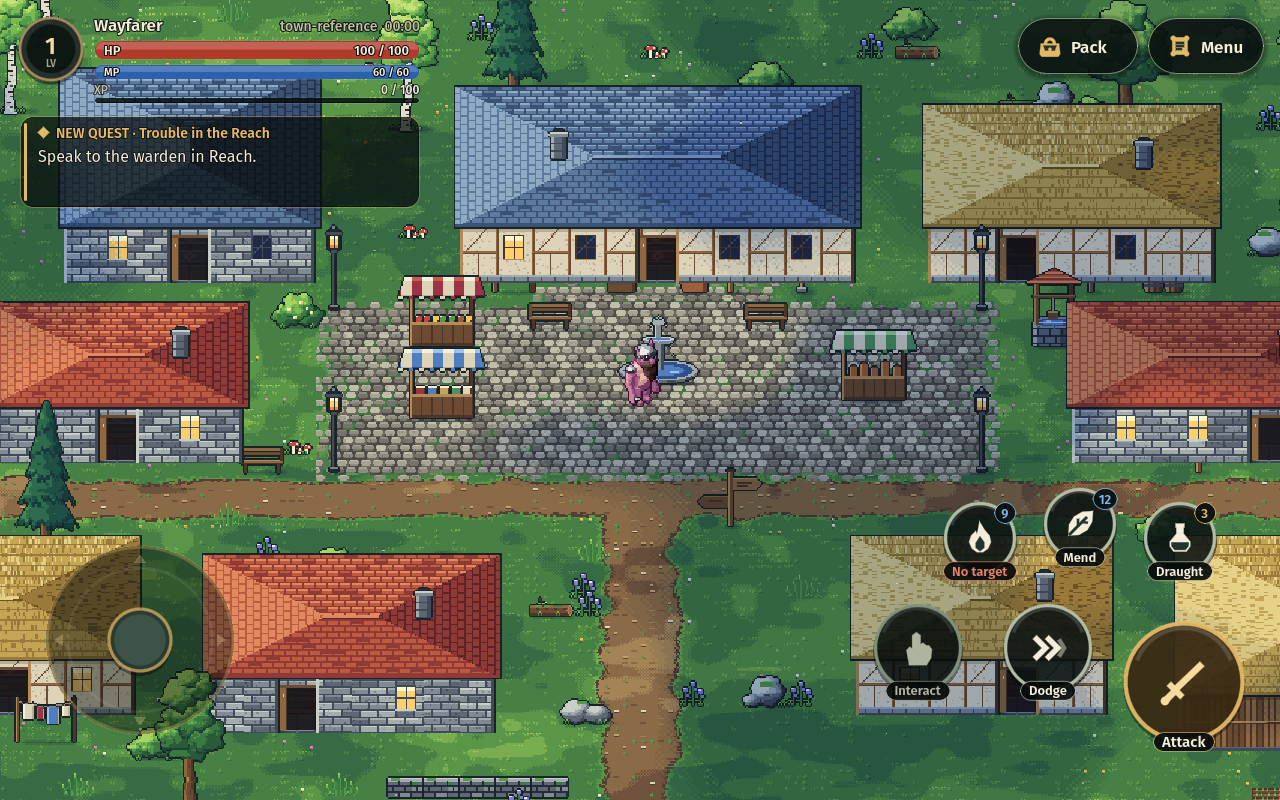 Wayfarer
town-reference 00:00
1
LV
HP 100 / 100
MP 60 / 60
XP 0 / 100
NEW QUEST · Trouble in the Reach
Speak to the warden in Reach.
Pack
Menu
9
No target
12
Mend
3
Draught
Interact
Dodge
Attack